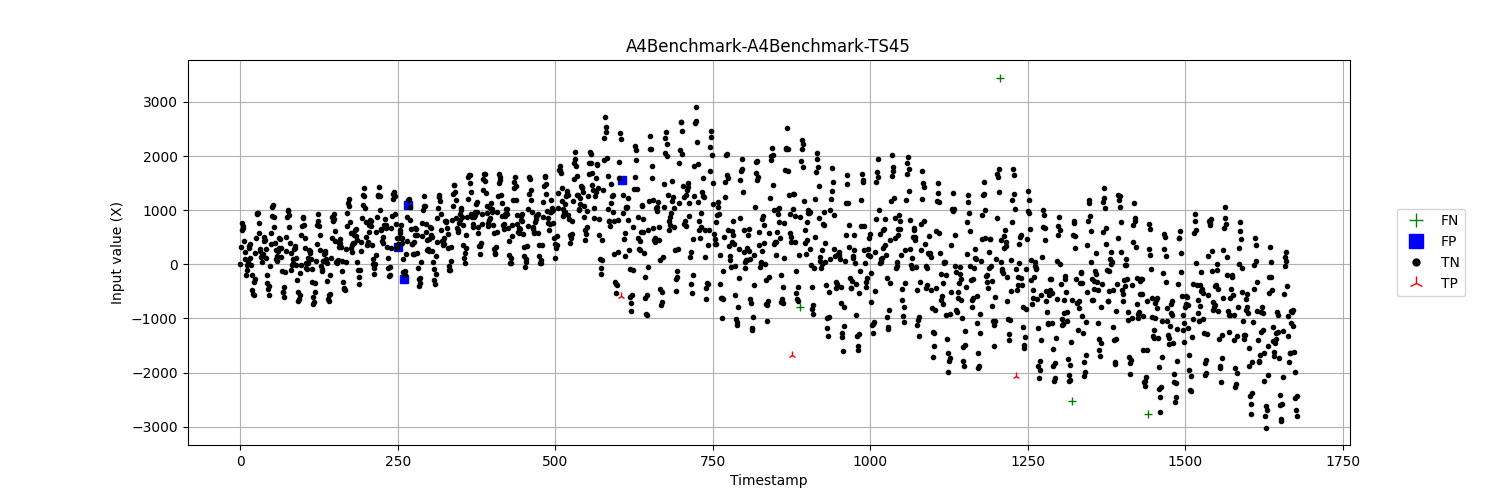 A4Benchmark-A4Benchmark-TS45
3000
2000
1000
0
−1000
−2000
−3000
Input value (X)
0
250
500
750
1000
1250
1500
1750
Timestamp
FN
FP
TN
TP